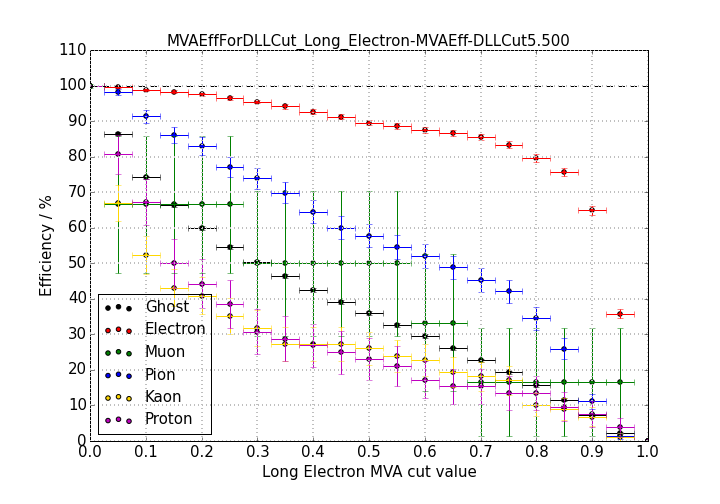 MVAEffForDLLCut_Long_Electron-MVAEff-DLLCut5.500
110
100
90
80
70
60
50
40
30
20
10
0
Efficiency / %
Ghost
Electron
Muon
Pion
Kaon
Proton
0.0 0.1 0.2 0.3 0.4 0.5 0.6 0.7 0.8 0.9 1.0
Long Electron MVA cut value